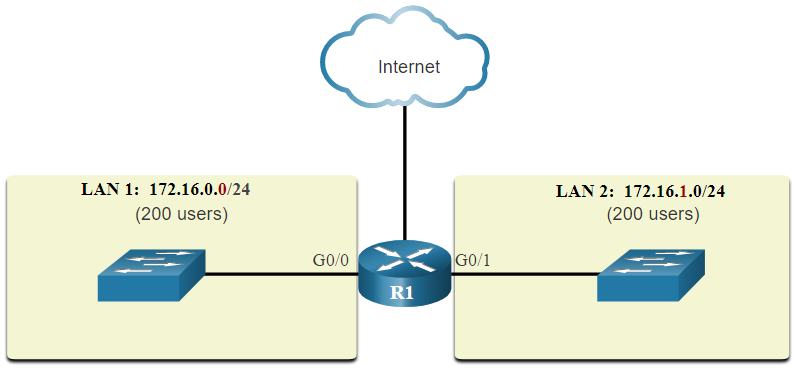 Internet
LAN 1: 172.16.0.0/24
(200 users)
LAN 2: 172.16.1.0/24
(200 users)
G0/0
G0/1
R1